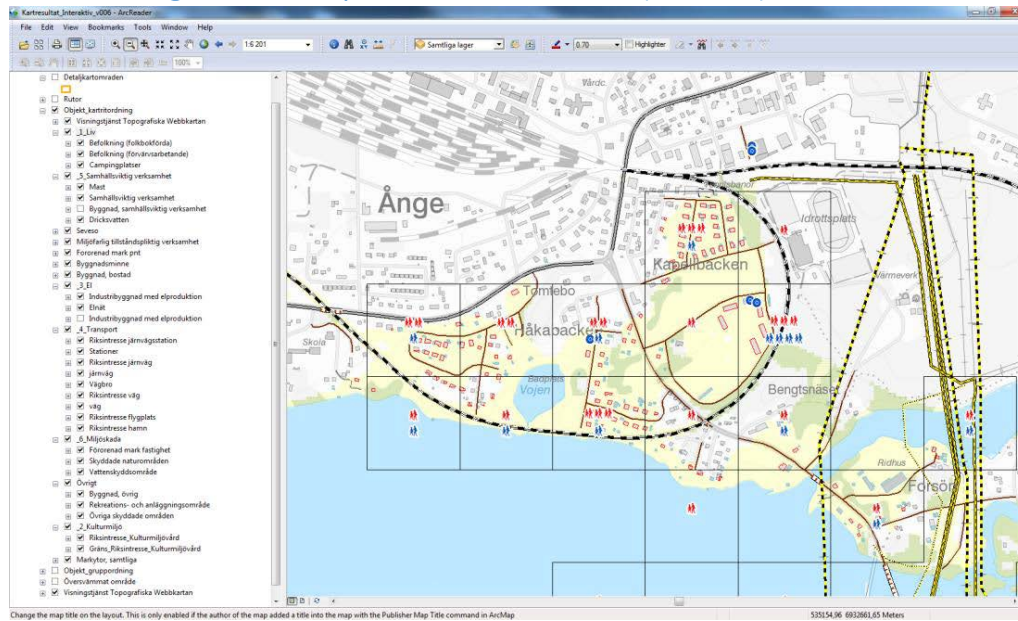 Kartresultat_Interaktiv_v006 - ArcReader
File Edit View Bookmarks Tools Window Help
1:6 201
Samtliga lager
0.70
Highlighter
100%
Detaljkartområden
Rutor
Objekt_kartritordning
Visningstjänst Topografiska Webbkartan
_1_Liv
Befolkning (folkbokförda)
Befolkning (förvärvsarbetande)
Campingplatser
_5_Samhällsviktig verksamhet
Mast
Samhällsviktig verksamhet
Byggnad, samhällsviktig verksamhet
Dricksvatten
Seveso
Miljöfarlig tillståndspliktig verksamhet
Fororenad mark pnt
Byggnadsminne
Byggnad, bostad
_3_El
Industribyggnad med elproduktion
Elnät
Industribyggnad med elproduktion
_4_Transport
Riksintresse järnvägsstation
Stationer
Riksintresse järnväg
järnväg
Vägbro
Riksintresse väg
väg
Riksintresse flygplats
Riksintresse hamn
_6_Miljöskada
Förorenad mark fastighet
Skyddade naturområden
Vattenskyddsområde
Övrigt
Byggnad, övrig
Rekreations- och anläggningsområde
Övriga skyddade områden
_2_Kulturmiljö
Riksintresse_Kulturmiljövård
Gräns_Riksintresse_Kulturmiljövård
Markytor, samtliga
Objekt_gruppordning
Översvämmat område
Visningstjänst Topografiska Webbkartan
Vårdc.
Ånge
Idrottsplats
Kapellbacken
Värmeverk
Tomtebo
Håkabacken
Skola
Badplats
Vojen
Bengtsnäset
Ridhus
Forsör
Change the map title on the layout. This is only enabled if the author of the map added a title into the map with the Publisher Map Title command in ArcMap
535154,96 6932661,65 Meters